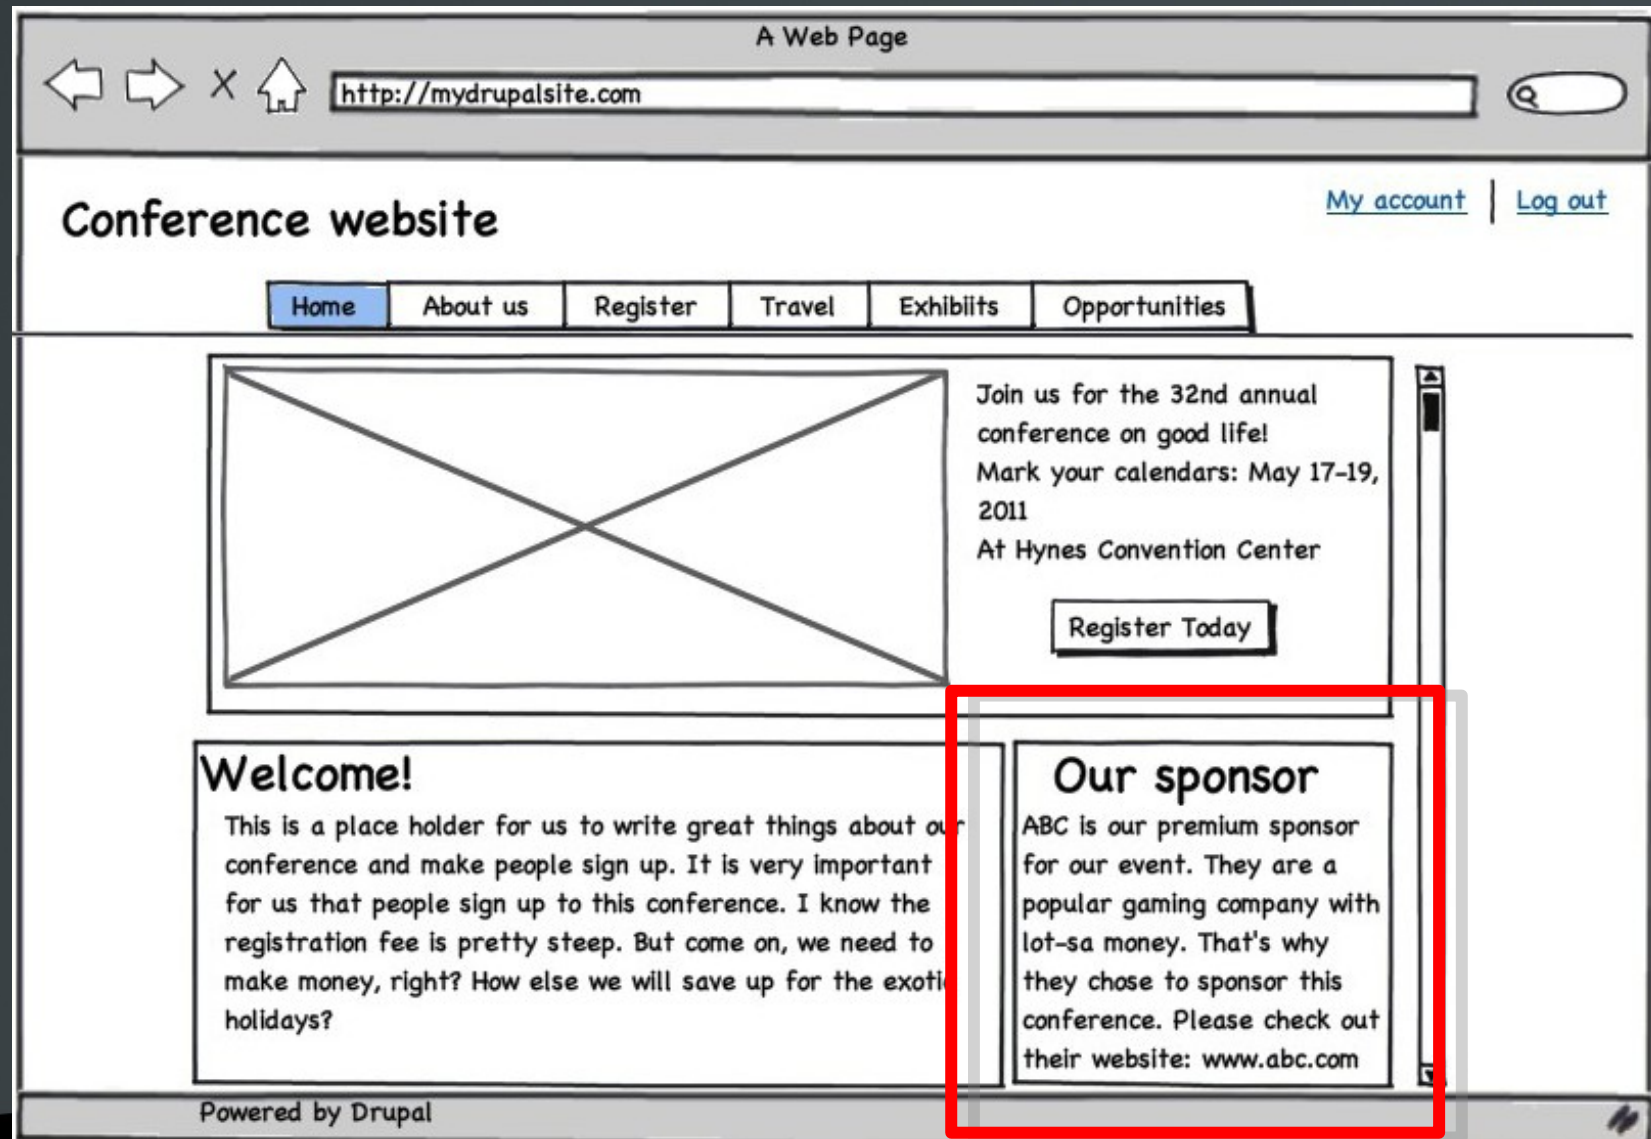 A Web Page
http://mydrupalsite.com
My account
Log out
Conference website
Home
About us
Register
Travel
Exhibiits
Opportunities
Join us for the 32nd annual
conference on good life!
Mark your calendars: May 17-19,
2011
At Hynes Convention Center
Register Today
Welcome!
This is a place holder for us to write great things about our
conference and make people sign up. It is very important
for us that people sign up to this conference. I know the
registration fee is pretty steep. But come on, we need to
make money, right? How else we will save up for the exotic
holidays?
Our sponsor
ABC is our premium sponsor
for our event. They are a
popular gaming company with
lot-sa money. That's why
they chose to sponsor this
conference. Please check out
their website: www.abc.com
Powered by Drupal